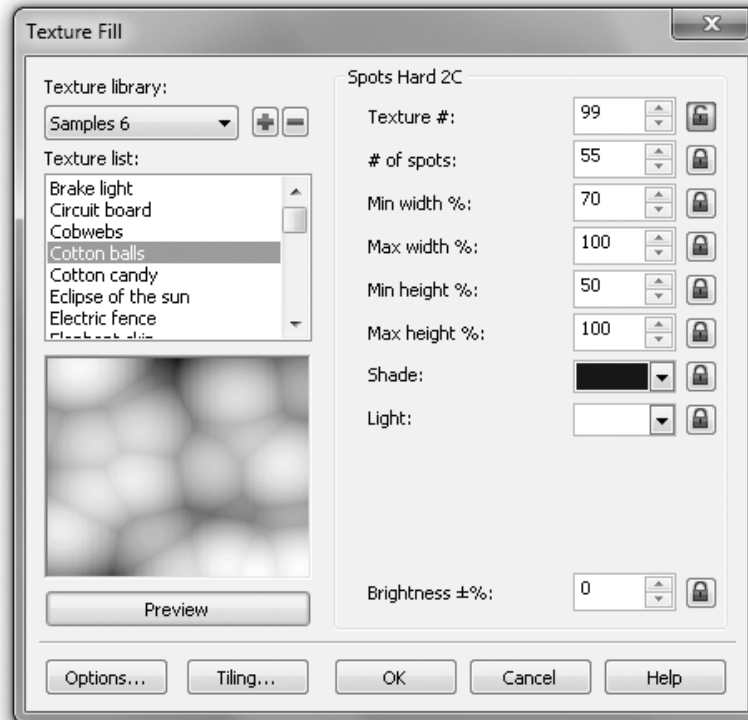 Texture Fill
Texture library:
Samples 6
Texture list:
Brake light
Circuit board
Cobwebs
Cotton balls
Cotton candy
Eclipse of the sun
Electric fence
Elephant skin
Preview
Spots Hard 2C
Texture #: 99
# of spots: 55
Min width %: 70
Max width %: 100
Min height %: 50
Max height %: 100
Shade:
Light:
Brightness ±%: 0
Options... Tiling... OK Cancel Help